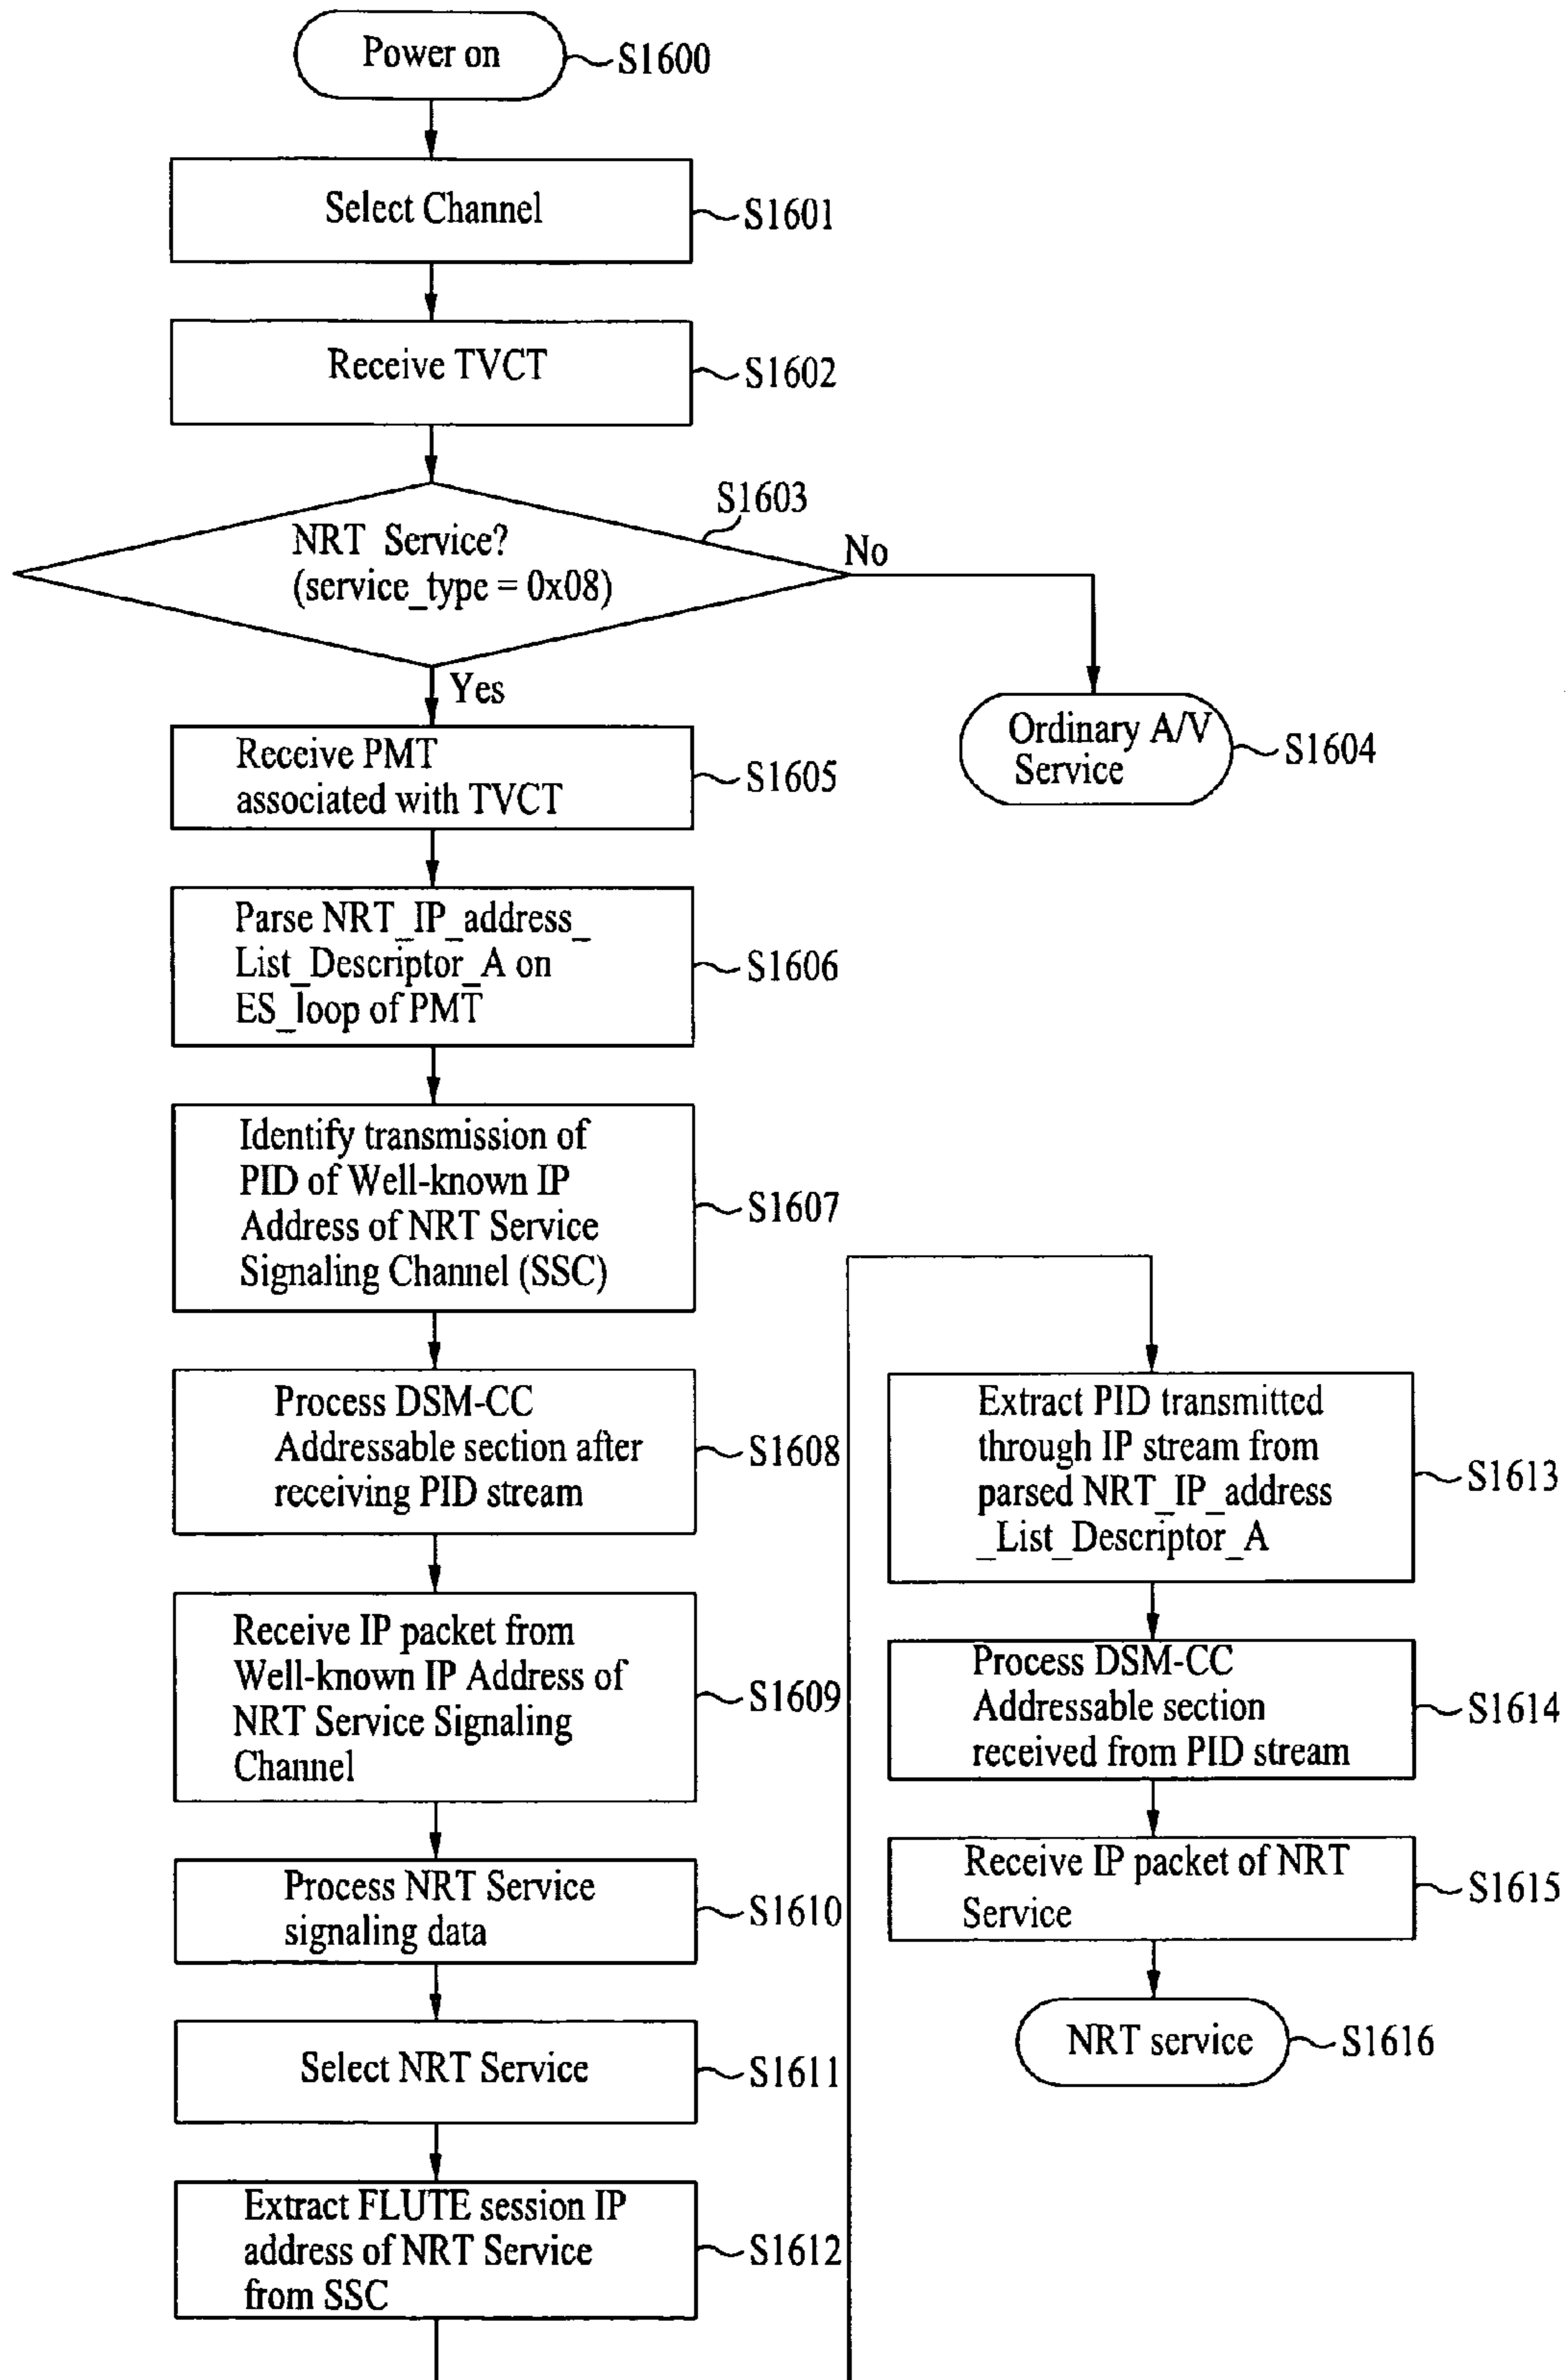 Power on
S1600
Select Channel
S1601
Receive TVCT
S1602
S1603
NRT Service?
(service_type = 0x08)
No
Yes
Ordinary A/V
Service
S1604
Receive PMT
associated with TVCT
S1605
Parse NRT_IP_address_
List_Descriptor_A on
ES_loop of PMT
S1606
Identify transmission of
PID of Well-known IP
Address of NRT Service
Signaling Channel (SSC)
S1607
Process DSM-CC
Addressable section after
receiving PID stream
S1608
Receive IP packet from
Well-known IP Address of
NRT Service Signaling
Channel
S1609
Process NRT Service
signaling data
S1610
Select NRT Service
S1611
Extract FLUTE session IP
address of NRT Service
from SSC
S1612
Extract PID transmitted
through IP stream from
parsed NRT_IP_address
_List_Descriptor_A
S1613
Process DSM-CC
Addressable section
received from PID stream
S1614
Receive IP packet of NRT
Service
S1615
NRT service
S1616